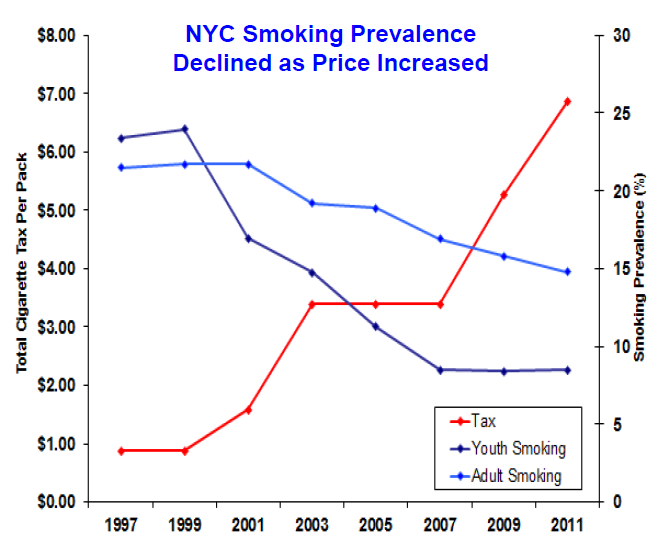 NYC Smoking Prevalence
Declined as Price Increased
Total Cigarette Tax Per Pack
$8.00
$7.00
$6.00
$5.00
$4.00
$3.00
$2.00
$1.00
$0.00
30
25
20
15
10
5
0
Smoking Prevalence (%)
Tax
Youth Smoking
Adult Smoking
1997 1999 2001 2003 2005 2007 2009 2011